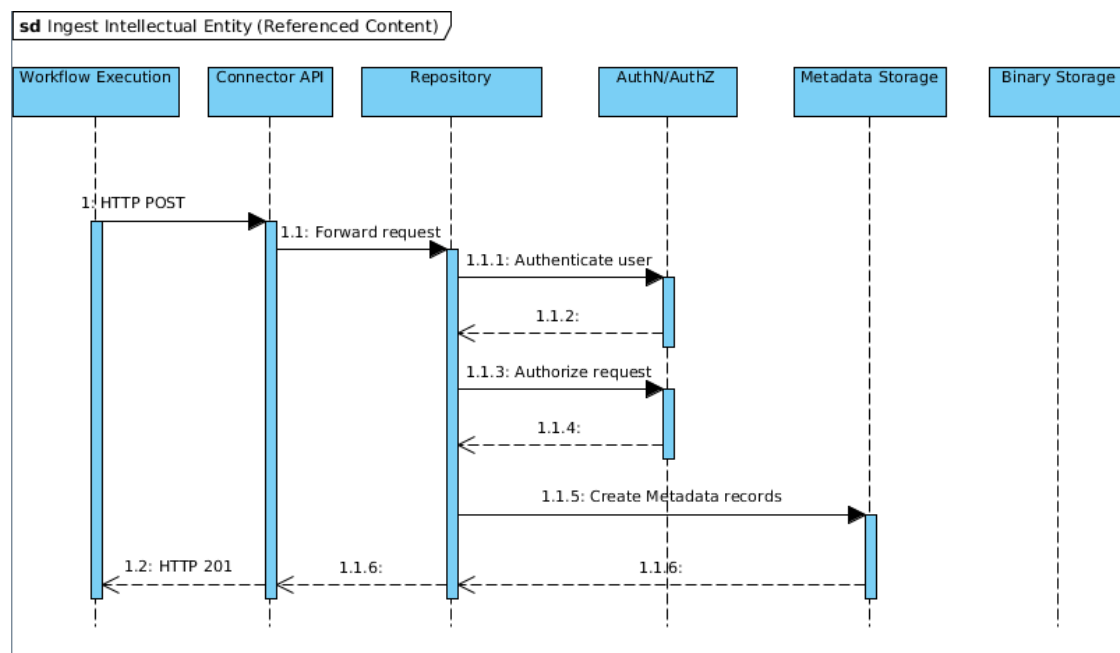 sd Ingest Intellectual Entity (Referenced Content)
Workflow Execution
Connector API
Repository
AuthN/AuthZ
Metadata Storage
Binary Storage
1: HTTP POST
1.1: Forward request
1.1.1: Authenticate user
1.1.2:
1.1.3: Authorize request
1.1.4:
1.1.5: Create Metadata records
1.2: HTTP 201
1.1.6:
1.1.6: